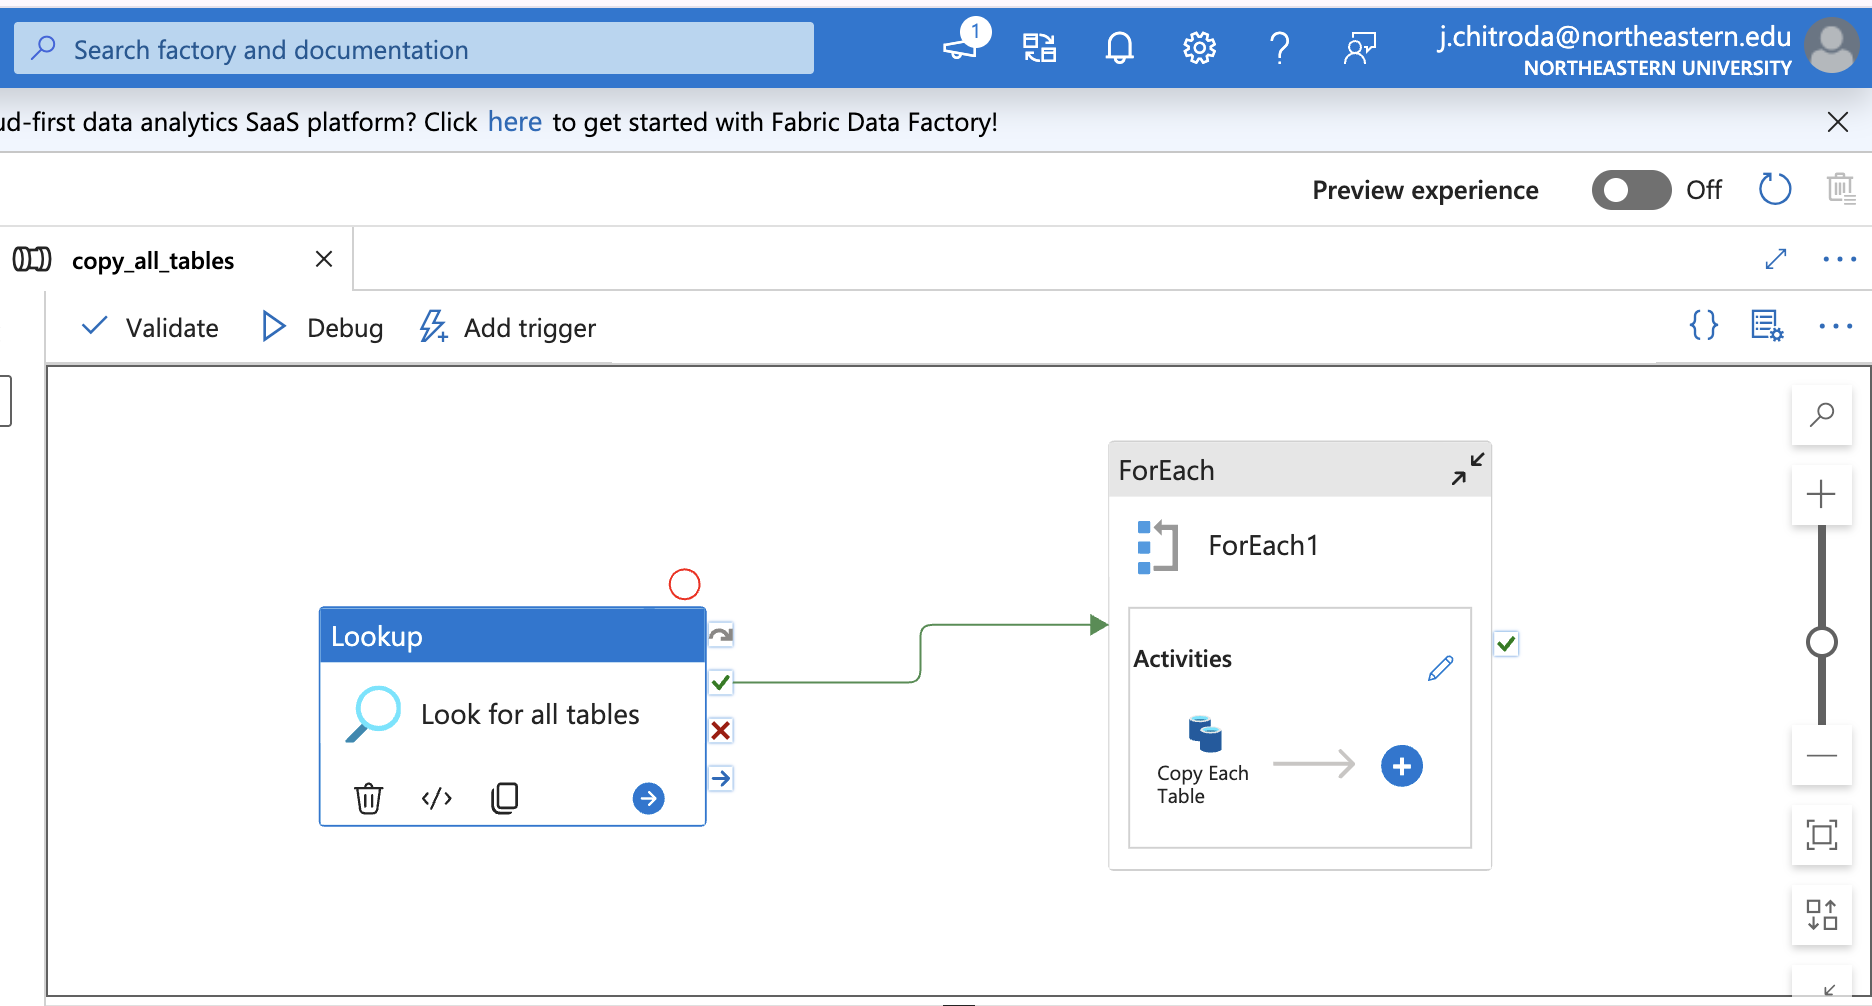 Search factory and documentation
1
j.chitroda@northeastern.edu
NORTHEASTERN UNIVERSITY
ud-first data analytics SaaS platform? Click here to get started with Fabric Data Factory!
Preview experience
Off
copy_all_tables
Validate
Debug
Add trigger
ForEach
ForEach1
Lookup
Look for all tables
Activities
Copy Each
Table